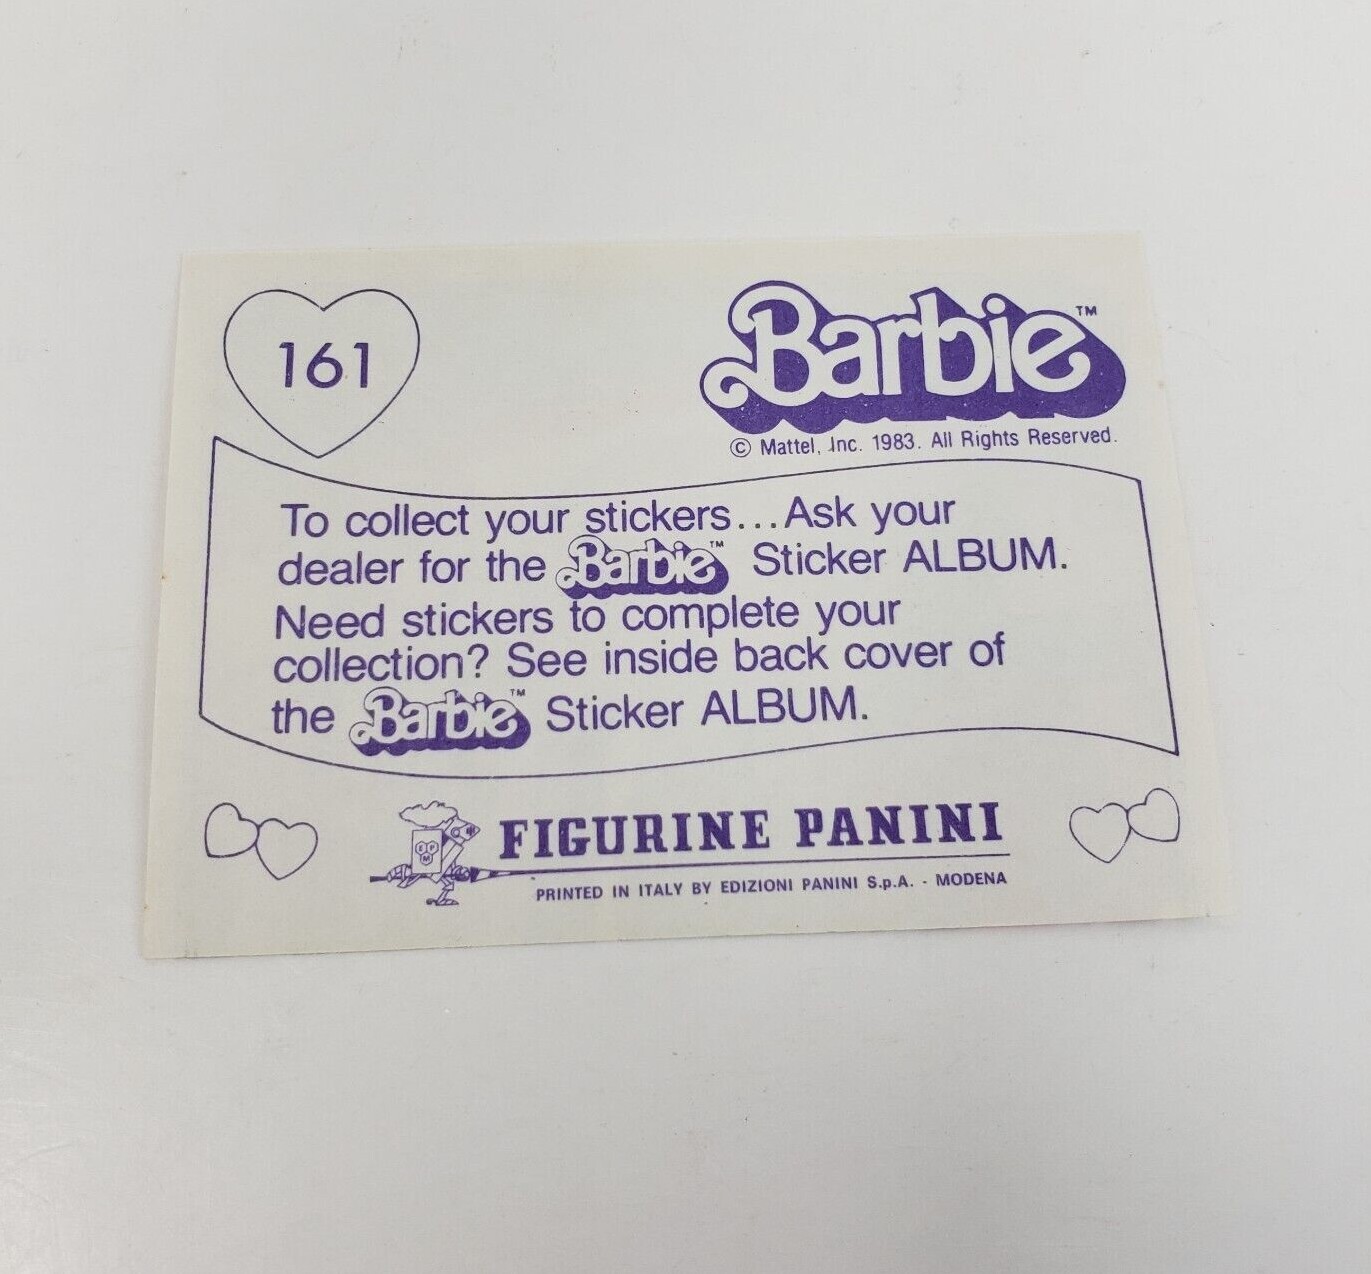 161
Barbie™
© Mattel, Inc. 1983. All Rights Reserved.
To collect your stickers...Ask your
dealer for the Barbie™ Sticker ALBUM.
Need stickers to complete your
collection? See inside back cover of
the Barbie™ Sticker ALBUM.
EPM
FIGURINE PANINI
PRINTED IN ITALY BY EDIZIONI PANINI S.p.A. - MODENA